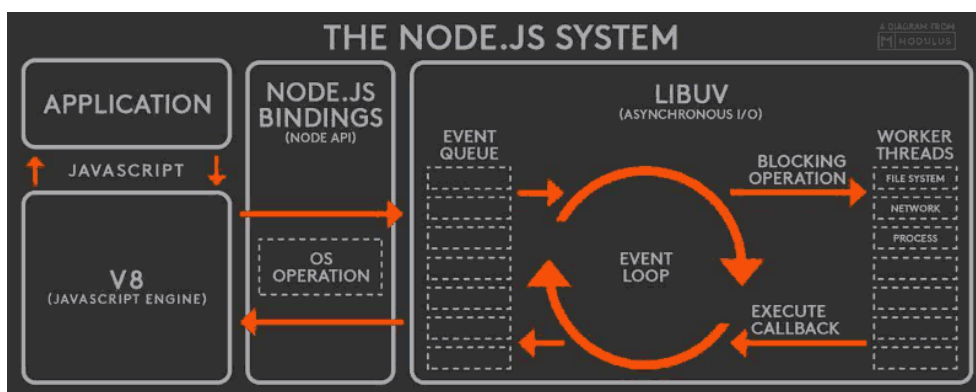 THE NODE.JS SYSTEM
A DIAGRAM FROM
MODULUS
APPLICATION
JAVASCRIPT
V8
(JAVASCRIPT ENGINE)
NODE.JS
BINDINGS
(NODE API)
OS
OPERATION
LIBUV
(ASYNCHRONOUS I/O)
EVENT
QUEUE
EVENT
LOOP
BLOCKING
OPERATION
EXECUTE
CALLBACK
WORKER
THREADS
FILE SYSTEM
NETWORK
PROCESS